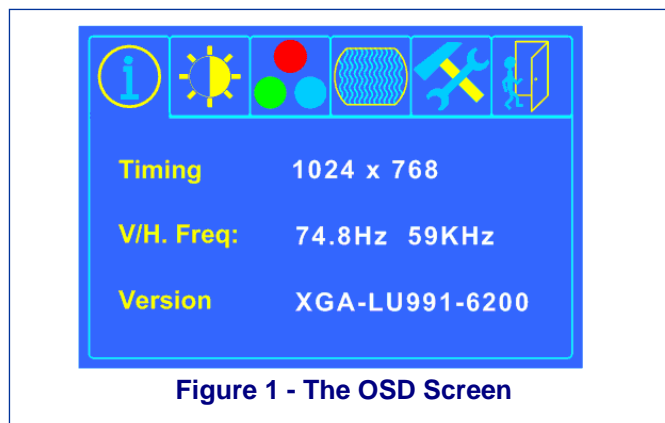 i
Timing 1024 x 768
V/H. Freq: 74.8Hz 59KHz
Version XGA-LU991-6200
Figure 1 - The OSD Screen